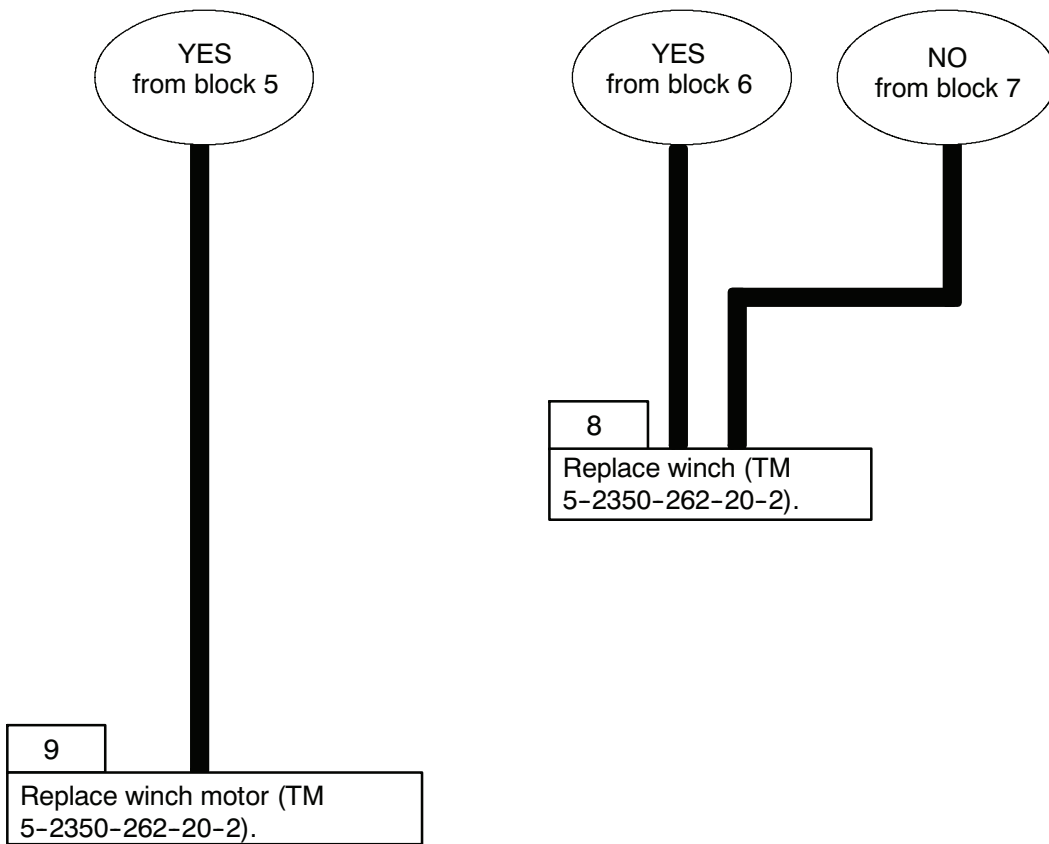 YES
from block 5
YES
from block 6
NO
from block 7
8
Replace winch (TM
5-2350-262-20-2).
9
Replace winch motor (TM
5-2350-262-20-2).